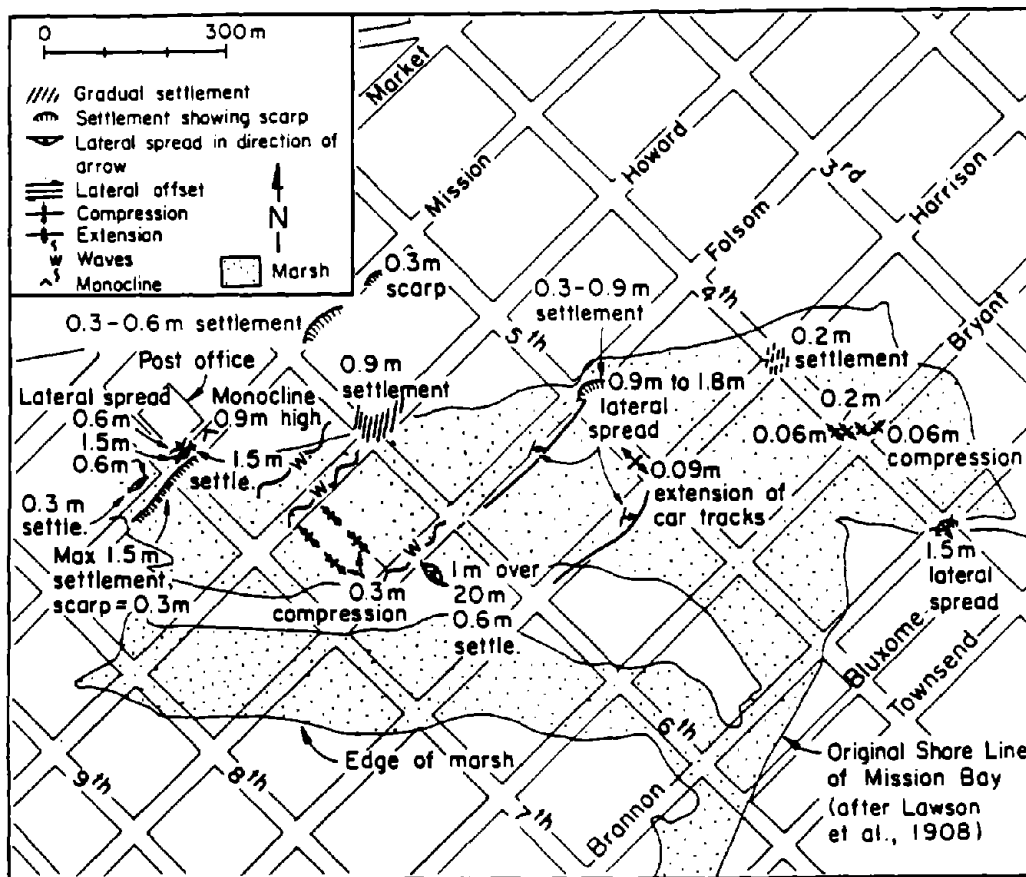 0 300 m
Gradual settlement
Settlement showing scarp
Lateral spread in direction of
arrow
Lateral offset
Compression
Extension
Waves
Monocline
N
Marsh
w
Market
Mission
Howard
Folsom
3rd
Harrison
4th
Bryant
5th
0.3m
scarp
0.3-0.9m
settlement
0.3-0.6m settlement
Post office
Lateral spread
0.6m
1.5m
0.6m
Monocline
0.9m high
0.9m
settlement
1.5m
settle.
W
W
W
0.3m
settle.
Max 1.5m
settlement,
scarp=0.3m
0.3m
compression
1m over
20m
0.6m
settle.
0.9m to 1.8m
lateral
spread
0.2m
settlement
0.2m
0.06m
0.06m
compression
0.09m
extension of
car tracks
1.5m
lateral
spread
Bluxome
Townsend
6th
Brannon
7th
8th
9th
Edge of marsh
Original Shore Line
of Mission Bay
(after Lawson
et al., 1908)